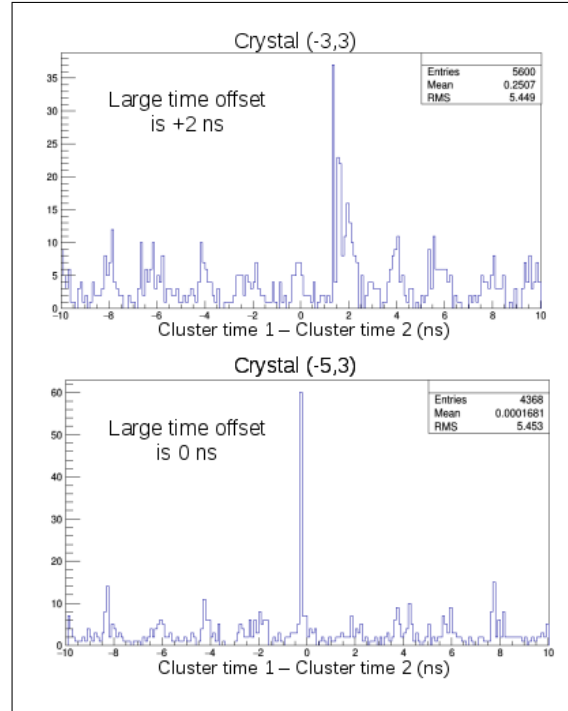 Crystal (-3,3)
Entries 5600
Mean 0.2507
RMS 5.449
Large time offset
is +2 ns
35
30
25
20
15
10
5
0
−10 −8 −6 −4 −2 0 2 4 6 8 10
Cluster time 1 – Cluster time 2 (ns)
Crystal (-5,3)
Entries 4368
Mean 0.0001681
RMS 5.453
Large time offset
is 0 ns
60
50
40
30
20
10
0
−10 −8 −6 −4 −2 0 2 4 6 8 10
Cluster time 1 – Cluster time 2 (ns)